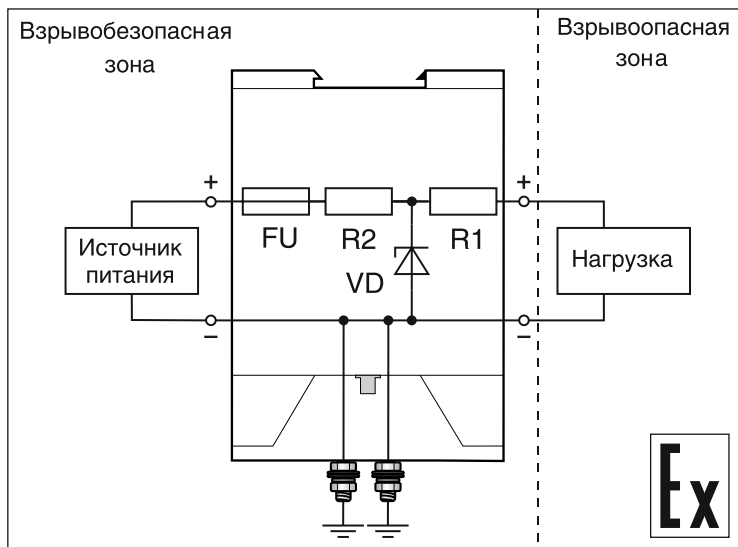 Взрывобезопасная
зона
Взрывоопасная
зона
+
+
FU
R2
R1
Источник
питания
VD
Нагрузка
−
−
Ex